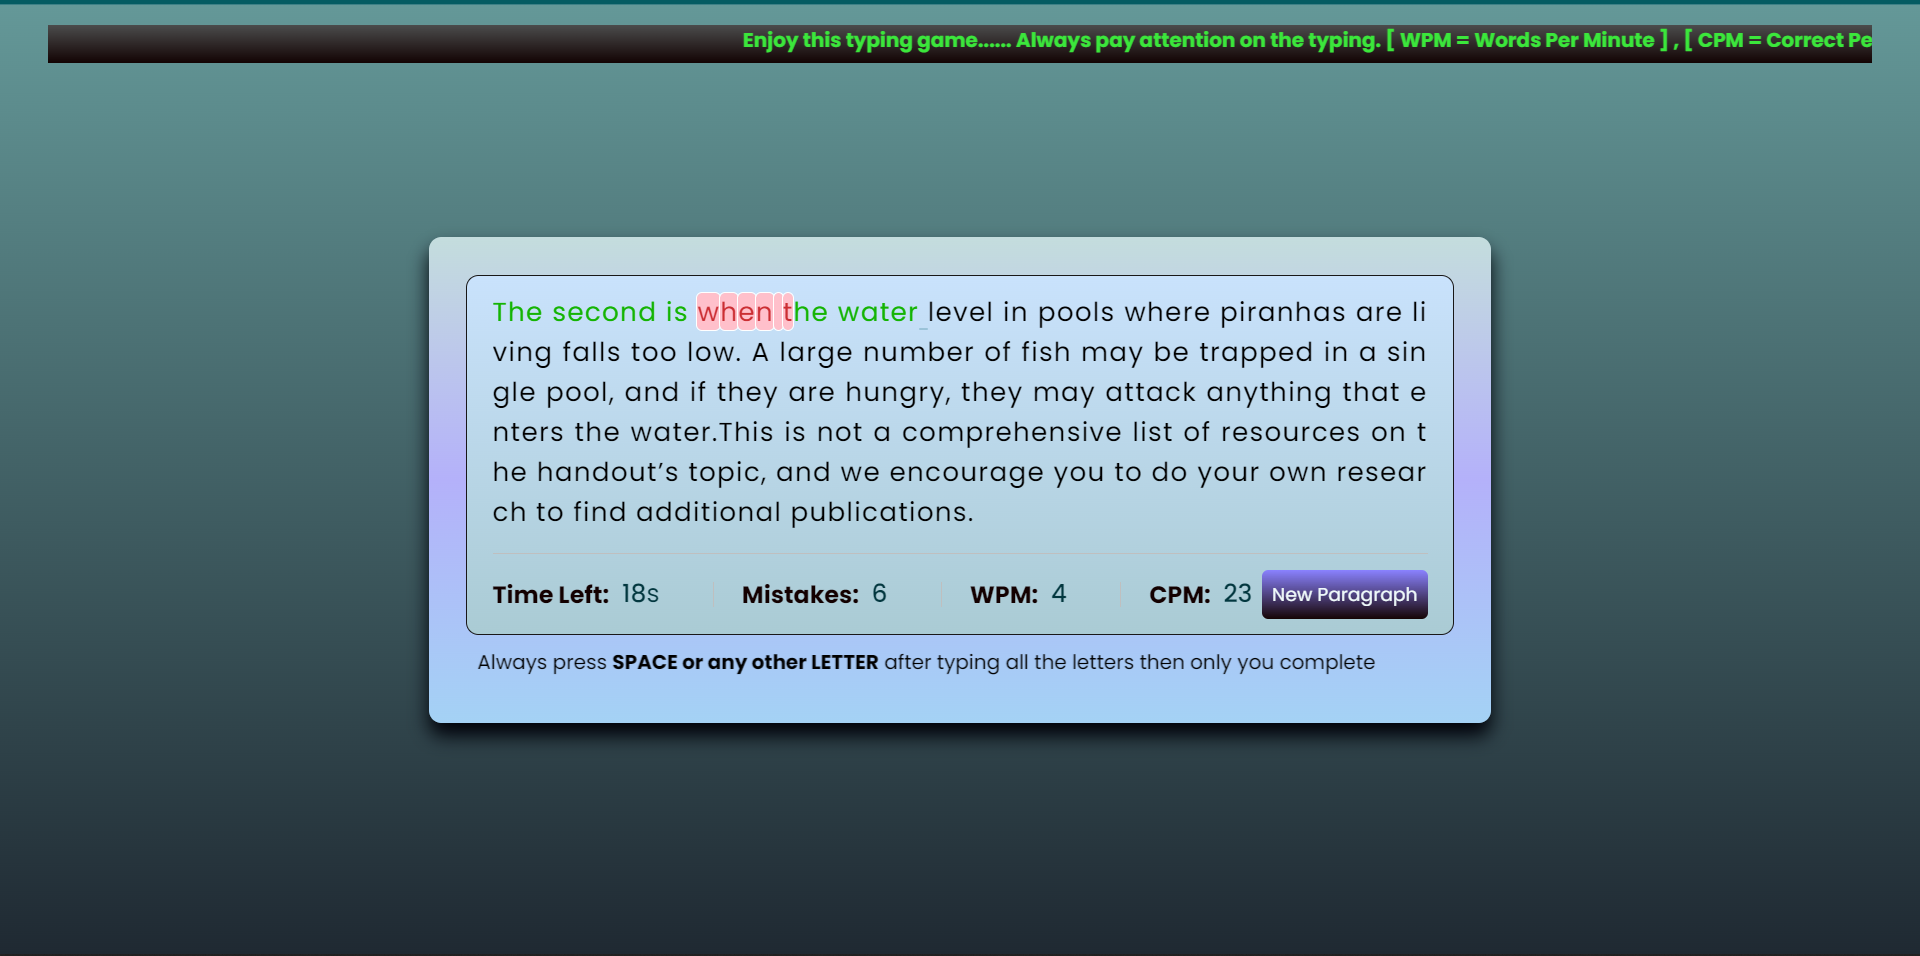 Enjoy this typing game...... Always pay attention on the typing. [ WPM = Words Per Minute ] , [ CPM = Correct Pe
The second is when the water level in pools where piranhas are li
ving falls too low. A large number of fish may be trapped in a sin
gle pool, and if they are hungry, they may attack anything that e
nters the water.This is not a comprehensive list of resources on t
he handout’s topic, and we encourage you to do your own resear
ch to find additional publications.
Time Left: 18s Mistakes: 6 WPM: 4 CPM: 23 New Paragraph
Always press SPACE or any other LETTER after typing all the letters then only you complete